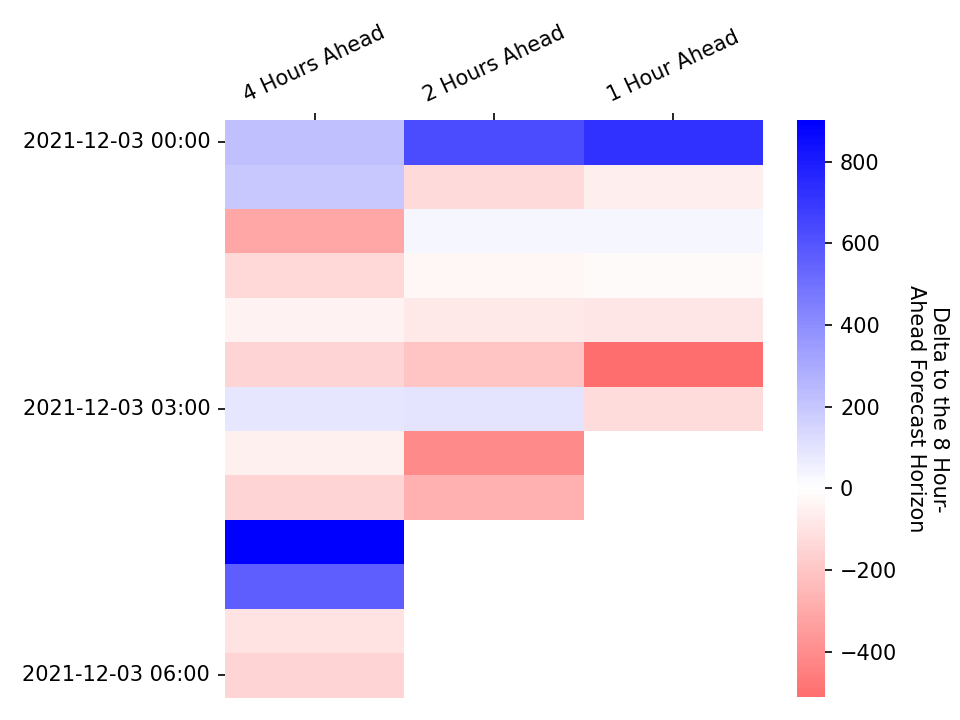 4 Hours Ahead
2 Hours Ahead
1 Hour Ahead
2021-12-03 00:00
2021-12-03 03:00
2021-12-03 06:00
800
600
400
200
0
−200
−400
Delta to the 8 Hour-
Ahead Forecast Horizon